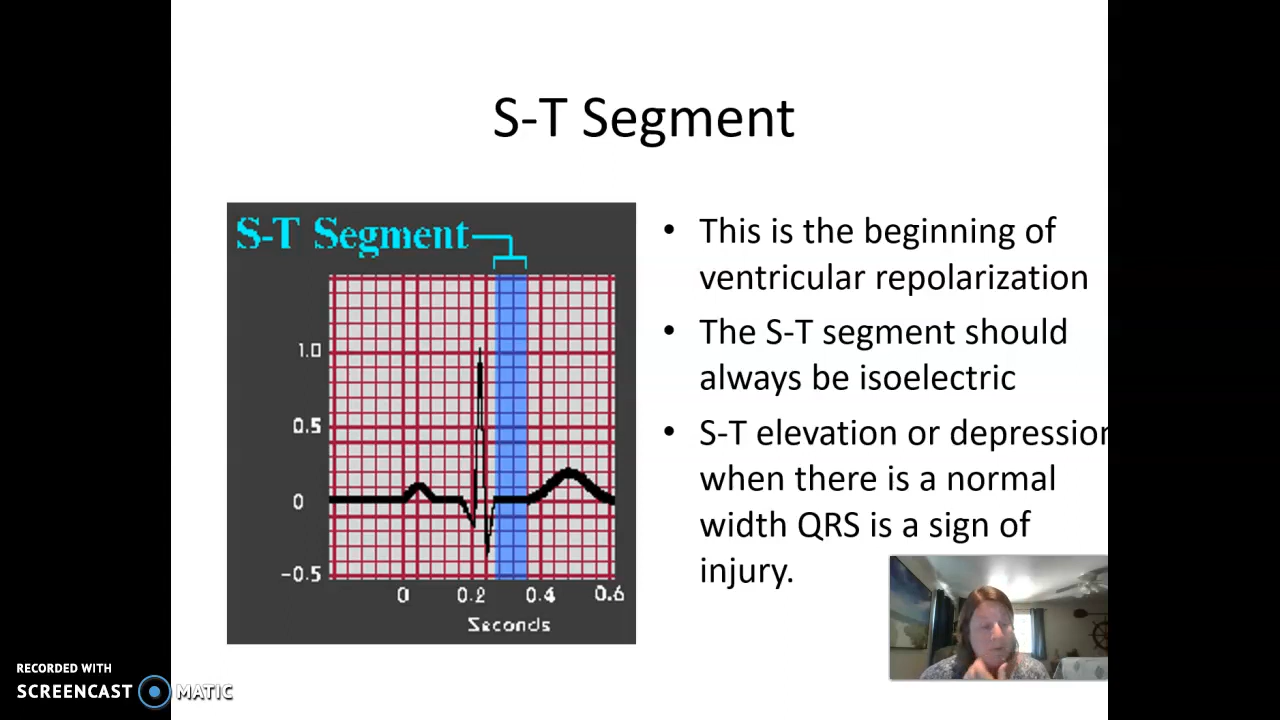 S-T Segment
S-T Segment
1.0
0.5
0
-0.5
0 0.2 0.4 0.6
Seconds
• This is the beginning of
ventricular repolarization
• The S-T segment should
always be isoelectric
• S-T elevation or depression
when there is a normal
width QRS is a sign of
injury.
RECORDED WITH
SCREENCAST MATIC